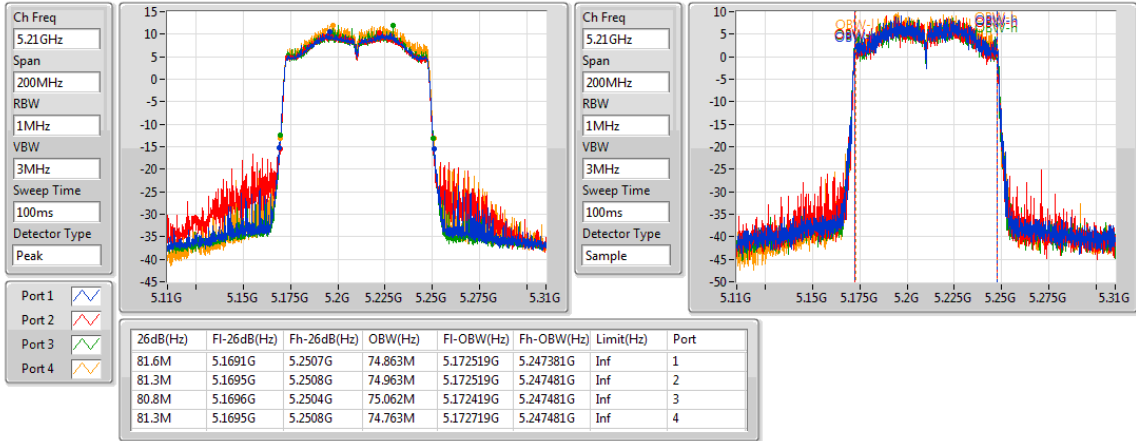 Ch Freq
5.21GHz
Span
200MHz
RBW
1MHz
VBW
3MHz
Sweep Time
100ms
Detector Type
Peak
15
10
5
0
-5
-10
-15
-20
-25
-30
-35
-40
-45
5.11G 5.15G 5.175G 5.2G 5.225G 5.25G 5.275G 5.31G
Ch Freq
5.21GHz
Span
200MHz
RBW
1MHz
VBW
3MHz
Sweep Time
100ms
Detector Type
Sample
10
5
0
-5
-10
-15
-20
-25
-30
-35
-40
-45
-50
OBW-h
5.11G 5.15G 5.175G 5.2G 5.225G 5.25G 5.275G 5.31G
Port 1
Port 2
Port 3
Port 4
26dB(Hz) Fl-26dB(Hz) Fh-26dB(Hz) OBW(Hz) Fl-OBW(Hz) Fh-OBW(Hz) Limit(Hz) Port
81.6M 5.1691G 5.2507G 74.863M 5.172519G 5.247381G Inf 1
81.3M 5.1695G 5.2508G 74.963M 5.172519G 5.247481G Inf 2
80.8M 5.1696G 5.2504G 75.062M 5.172419G 5.247481G Inf 3
81.3M 5.1695G 5.2508G 74.763M 5.172719G 5.247481G Inf 4